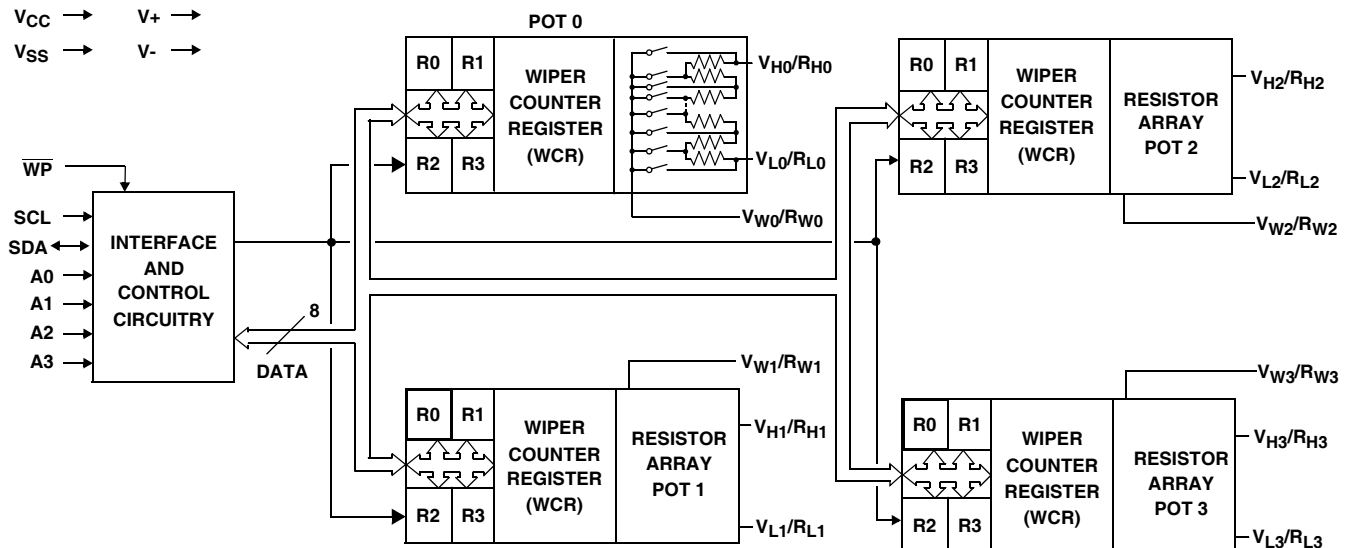 VCC V+
VSS V-
WP
SCL
SDA
A0
A1
A2
A3
INTERFACE
AND
CONTROL
CIRCUITRY
8
DATA
POT 0
R0 R1
R2 R3
WIPER
COUNTER
REGISTER
(WCR)
VH0/RH0
VL0/RL0
VW0/RW0
R0 R1
R2 R3
WIPER
COUNTER
REGISTER
(WCR)
RESISTOR
ARRAY
POT 2
VH2/RH2
VL2/RL2
VW2/RW2
VW1/RW1
R0 R1
R2 R3
WIPER
COUNTER
REGISTER
(WCR)
RESISTOR
ARRAY
POT 1
VH1/RH1
VL1/RL1
VW3/RW3
R0 R1
R2 R3
WIPER
COUNTER
REGISTER
(WCR)
RESISTOR
ARRAY
POT 3
VH3/RH3
VL3/RL3